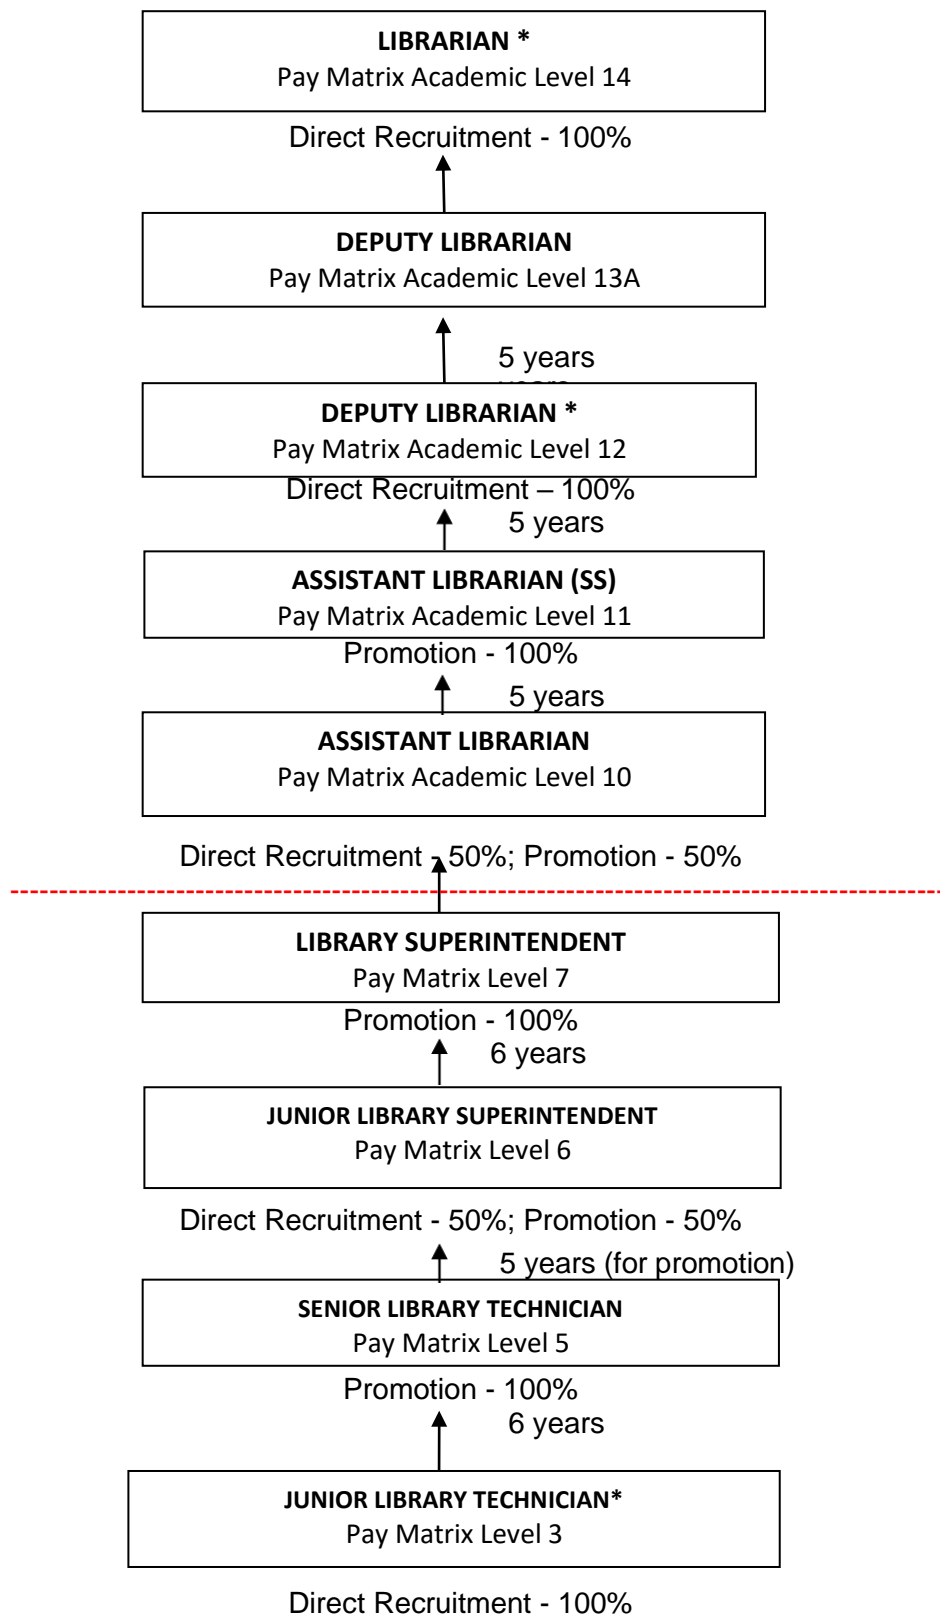 LIBRARIAN *
Pay Matrix Academic Level 14
Direct Recruitment - 100%
DEPUTY LIBRARIAN
Pay Matrix Academic Level 13A
5 years
DEPUTY LIBRARIAN *
Pay Matrix Academic Level 12
Direct Recruitment – 100%
5 years
ASSISTANT LIBRARIAN (SS)
Pay Matrix Academic Level 11
Promotion - 100%
5 years
ASSISTANT LIBRARIAN
Pay Matrix Academic Level 10
Direct Recruitment - 50%; Promotion - 50%
LIBRARY SUPERINTENDENT
Pay Matrix Level 7
Promotion - 100%
6 years
JUNIOR LIBRARY SUPERINTENDENT
Pay Matrix Level 6
Direct Recruitment - 50%; Promotion - 50%
5 years (for promotion)
SENIOR LIBRARY TECHNICIAN
Pay Matrix Level 5
Promotion - 100%
6 years
JUNIOR LIBRARY TECHNICIAN*
Pay Matrix Level 3
Direct Recruitment - 100%